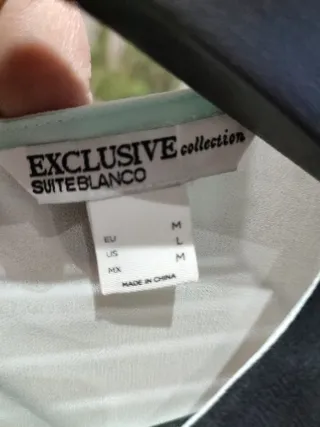 EXCLUSIVE collection
SUITEBLANCO
M
EU L
US M
MX
MADE IN CHINA